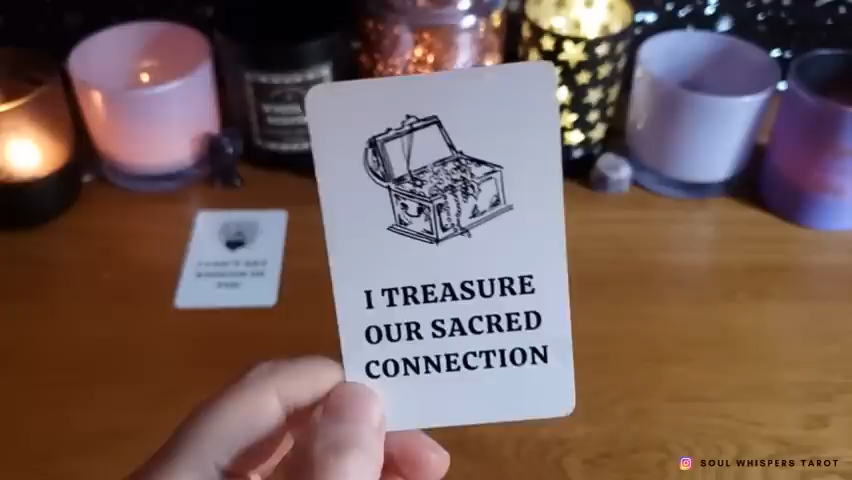 I TREASURE
OUR SACRED
CONNECTION
SOUL WHISPERS TAROT